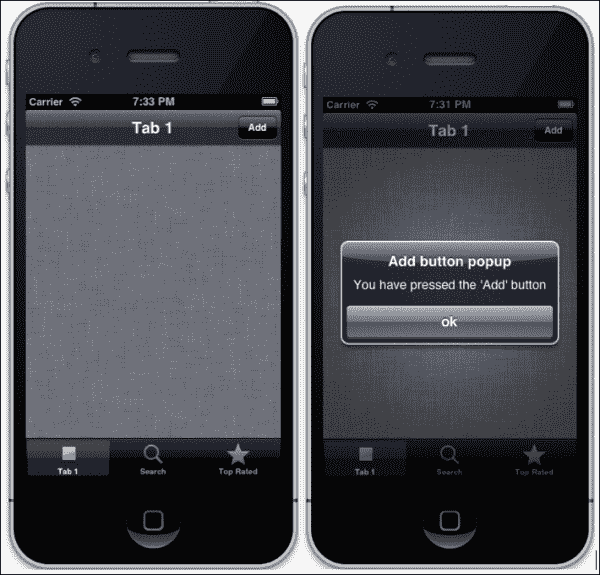 Carrier 7:33 PM
Tab 1 Add
Tab 1 Search Top Rated
Carrier 7:31 PM
Tab 1 Add
Add button popup
You have pressed the 'Add' button
ok
Tab 1 Search Top Rated